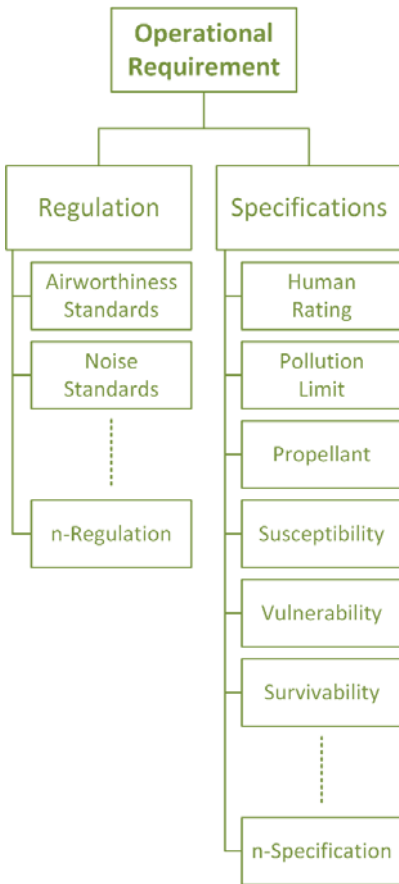 Operational
Requirement
Regulation
Specifications
Airworthiness
Standards
Noise
Standards
n-Regulation
Human
Rating
Pollution
Limit
Propellant
Susceptibility
Vulnerability
Survivability
n-Specification